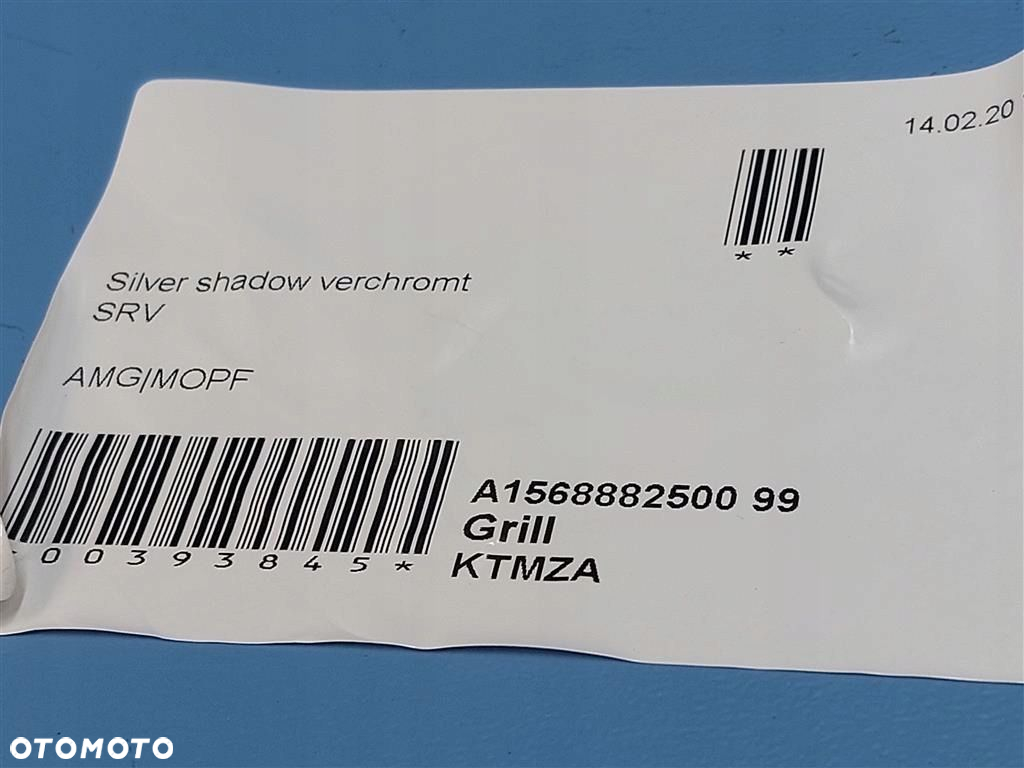 14.02.20
* *
Silver shadow verchromt
SRV
AMG/MOPF
A1568882500 99
Grill
*00393845*
KTMZA
OTOMOTO